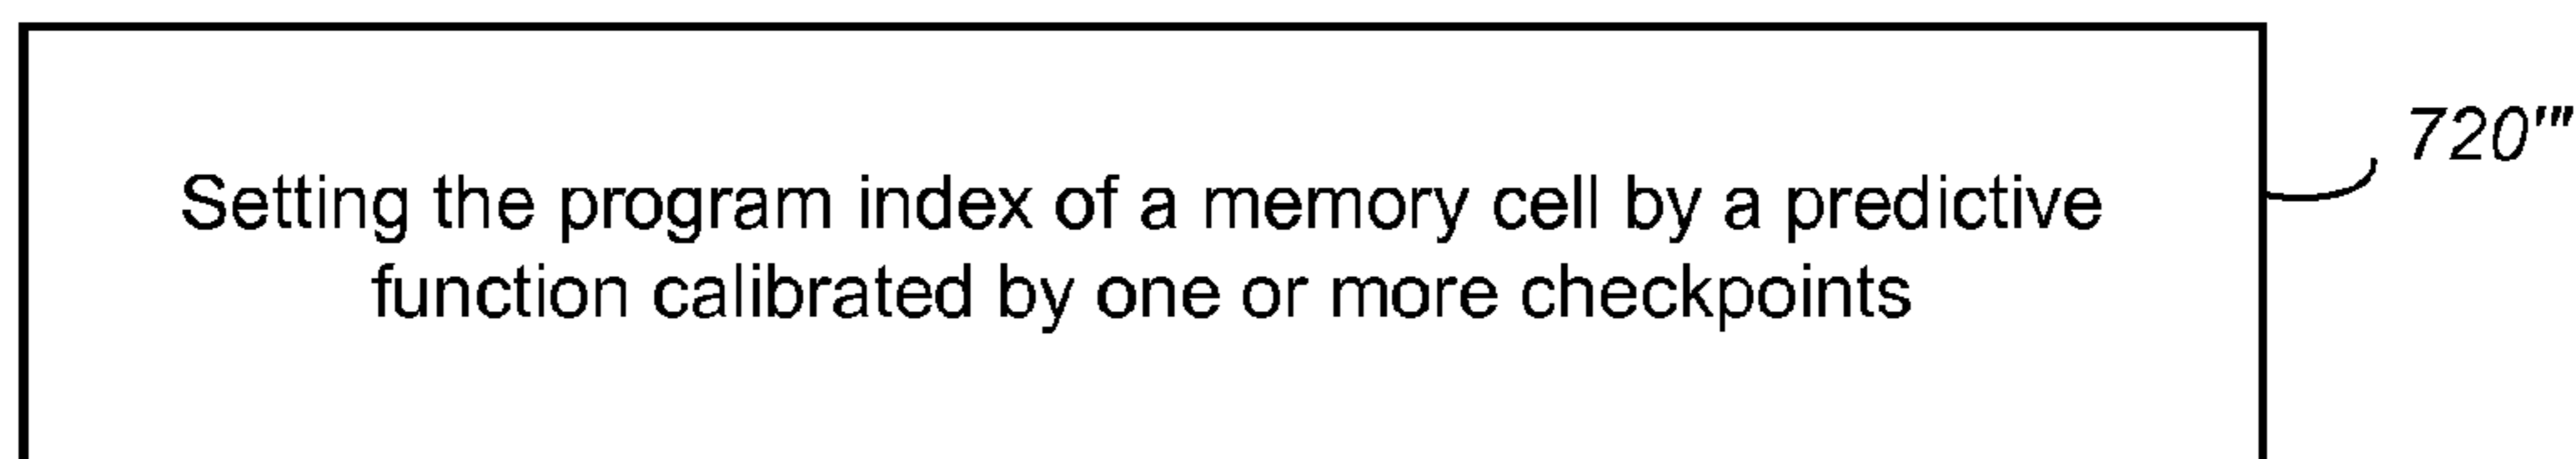 720'''
Setting the program index of a memory cell by a predictive
function calibrated by one or more checkpoints